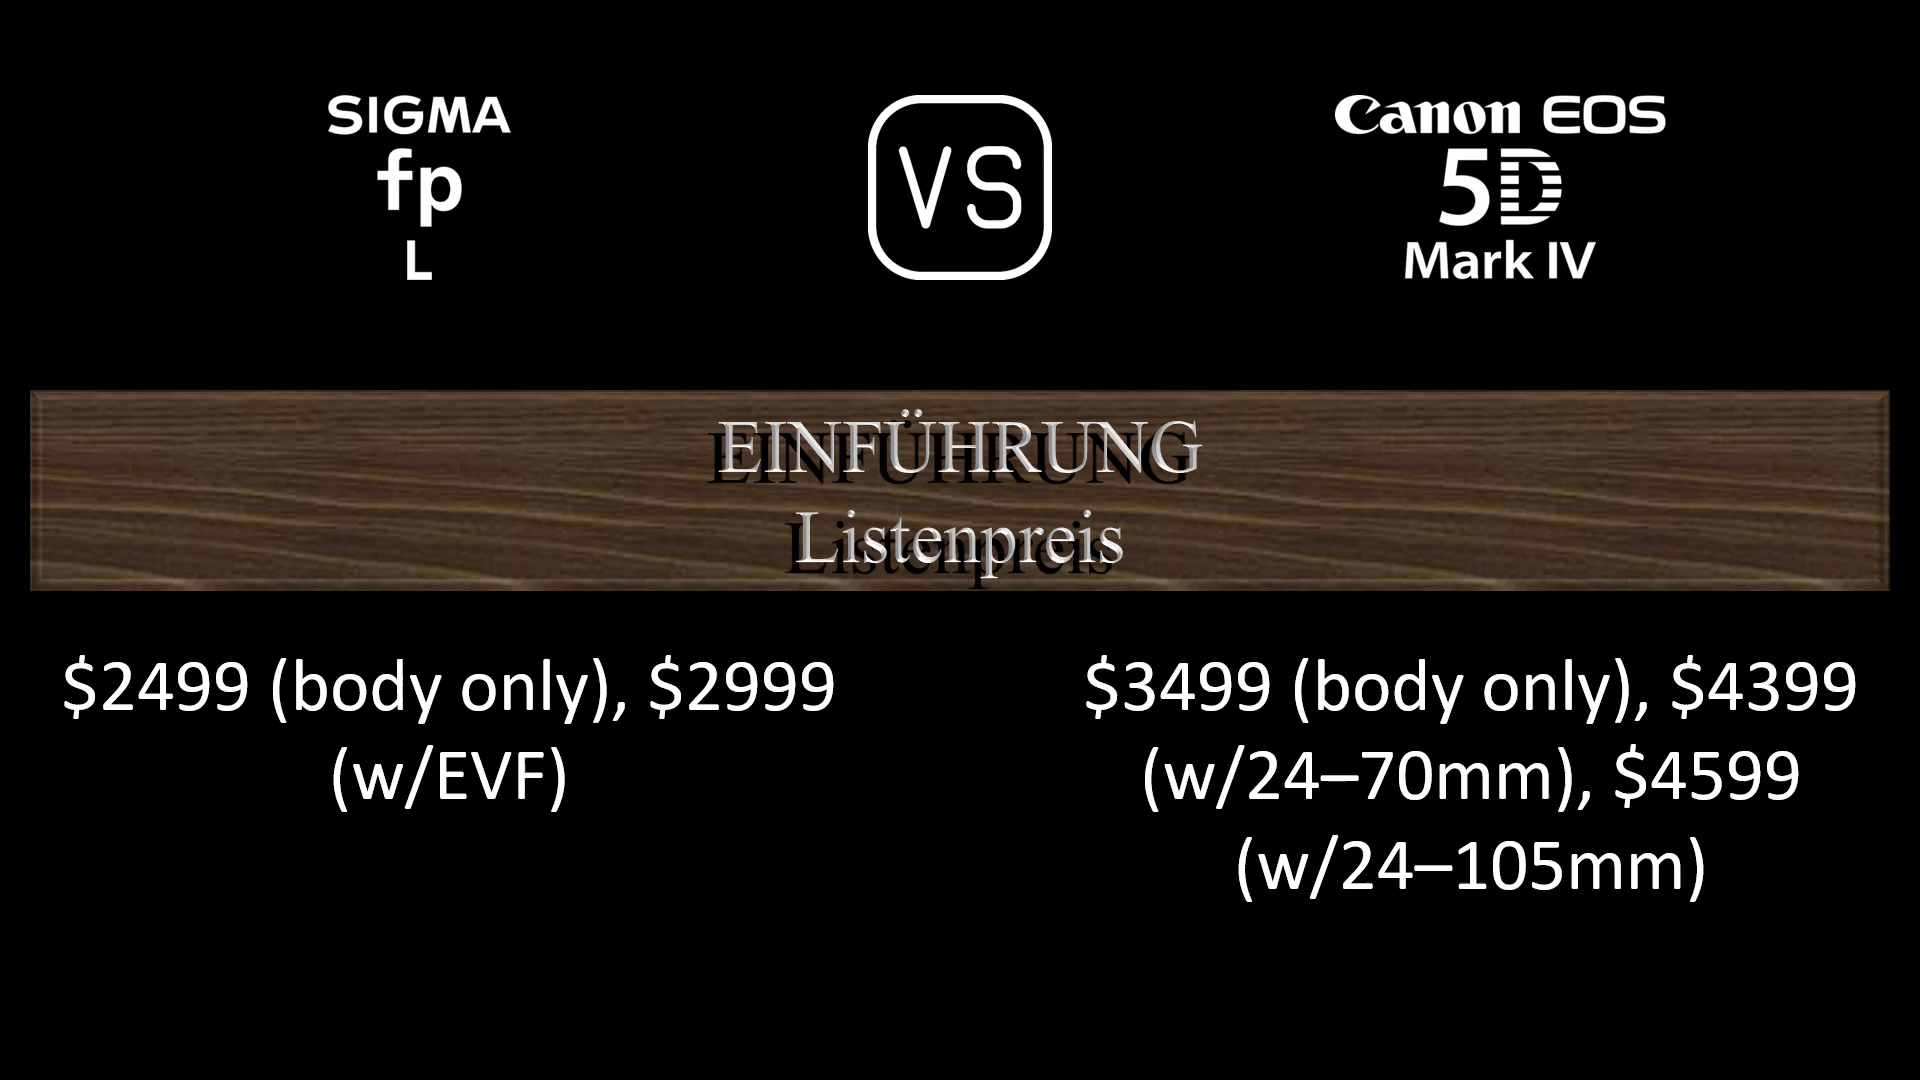 SIGMA
fp
L
VS
Canon EOS
5D
Mark IV
EINFÜHRUNG
Listenpreis
$2499 (body only), $2999
(w/EVF)
$3499 (body only), $4399
(w/24–70mm), $4599
(w/24–105mm)